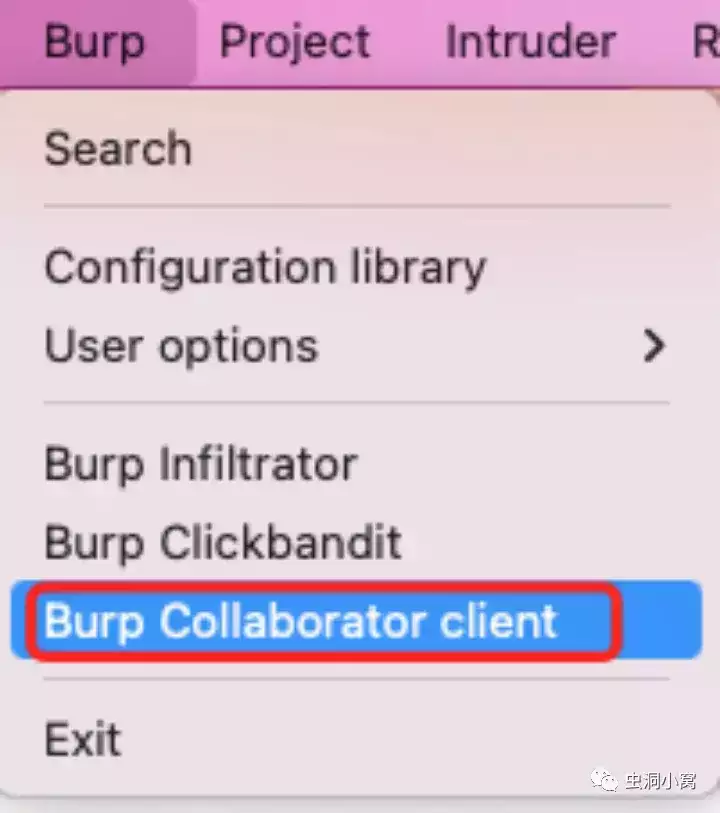 Burp Project Intruder R
Search
Configuration library
User options
Burp Infiltrator
Burp Clickbandit
Burp Collaborator client
Exit
虫洞小窝